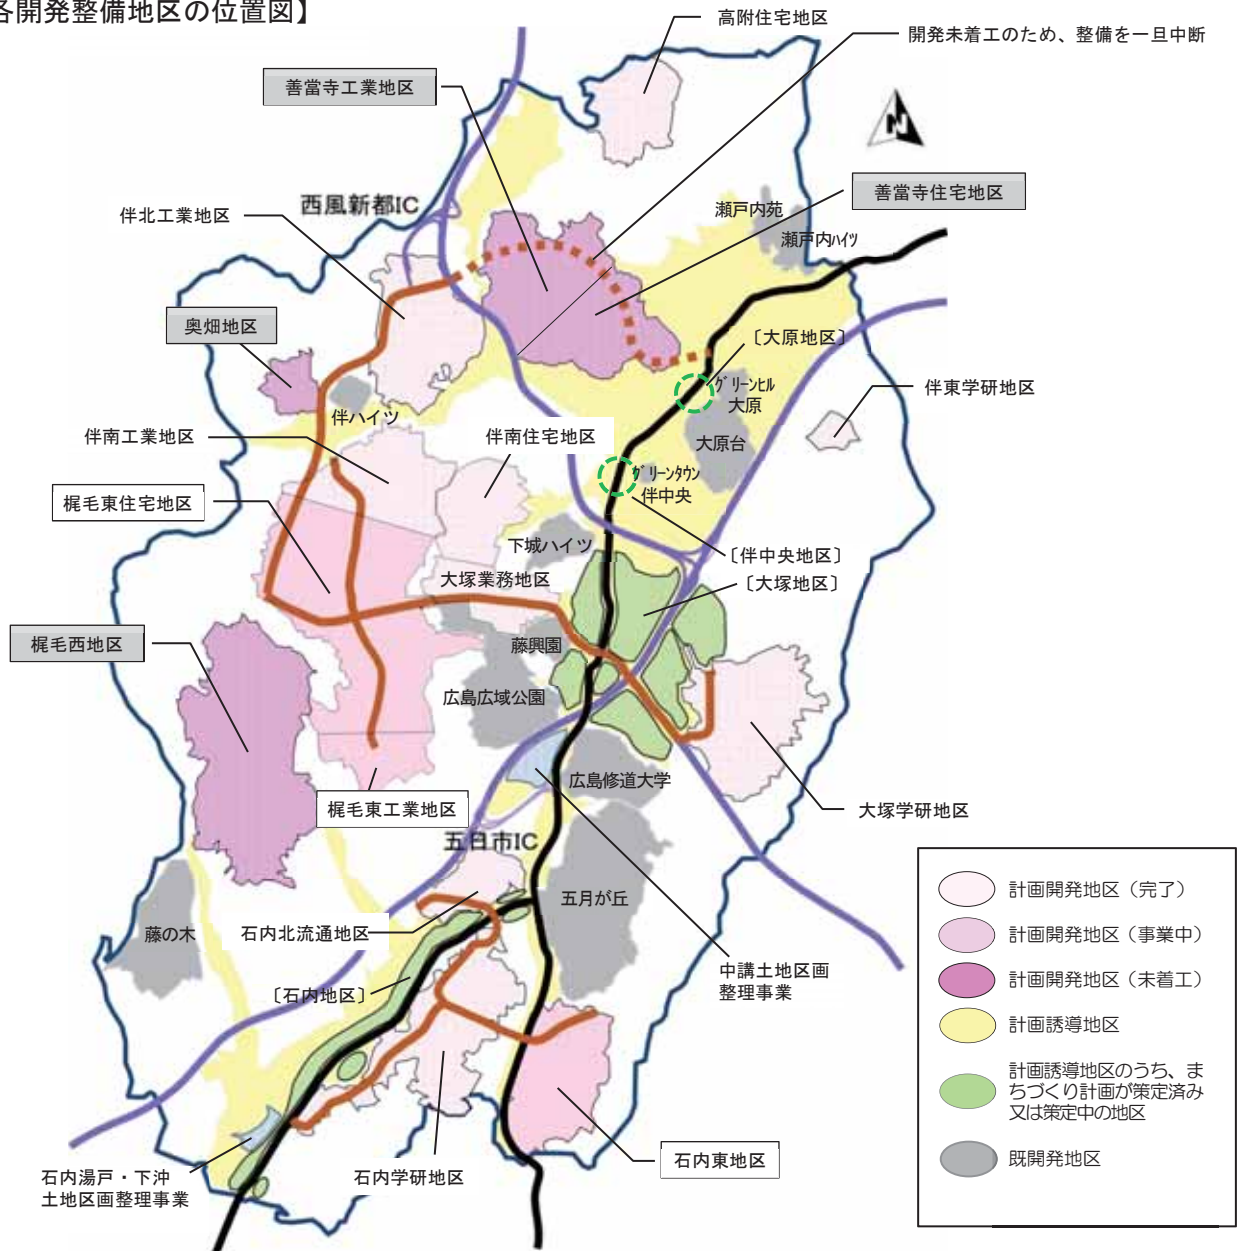 各開発整備地区の位置図】
高附住宅地区
開発未着工のため、整備を一旦中断
善當寺工業地区
N
善當寺住宅地区
西風新都IC
伴北工業地区
瀬戸内苑
瀬戸内ハイツ
奥畑地区
〔大原地区〕
グリーンヒル
大原
伴東学研地区
伴ハイツ
伴南工業地区
伴南住宅地区
大原台
グリーンタウン
伴中央
梶毛東住宅地区
下城ハイツ
〔伴中央地区〕
大塚業務地区
〔大塚地区〕
梶毛西地区
藤興園
広島広域公園
広島修道大学
梶毛東工業地区
大塚学研地区
五日市IC
計画開発地区（完了）
五月が丘
石内北流通地区
藤の木
計画開発地区（事業中）
中講土地区画
整理事業
〔石内地区〕
計画開発地区（未着工）
計画誘導地区
計画誘導地区のうち、ま
ちづくり計画が策定済み
又は策定中の地区
既開発地区
石内東地区
石内湯戸・下沖
土地区画整理事業
石内学研地区